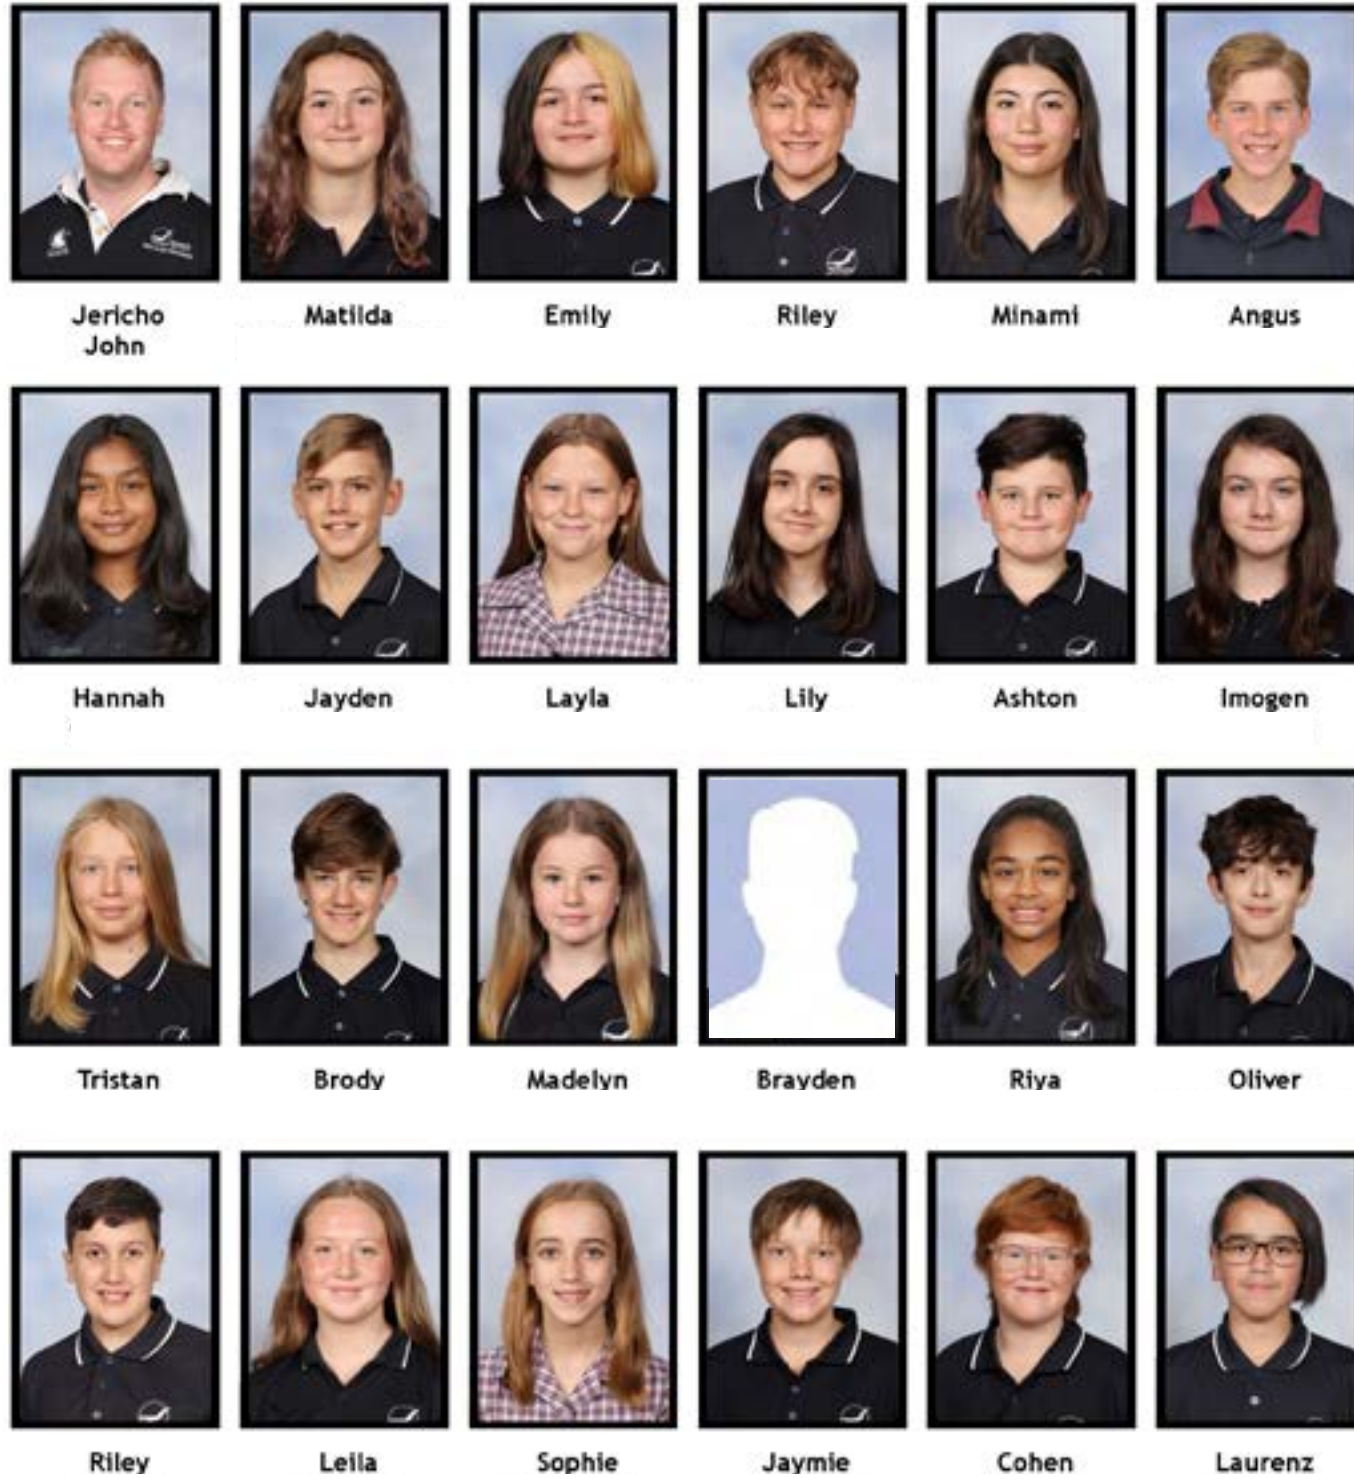 Jericho
John
Matilda
Emily
Riley
Minami
Angus
Hannah
Jayden
Layla
Lily
Ashton
Imogen
Tristan
Brody
Madelyn
Brayden
Riya
Oliver
Riley
Leila
Sophie
Jaymie
Cohen
Laurenz